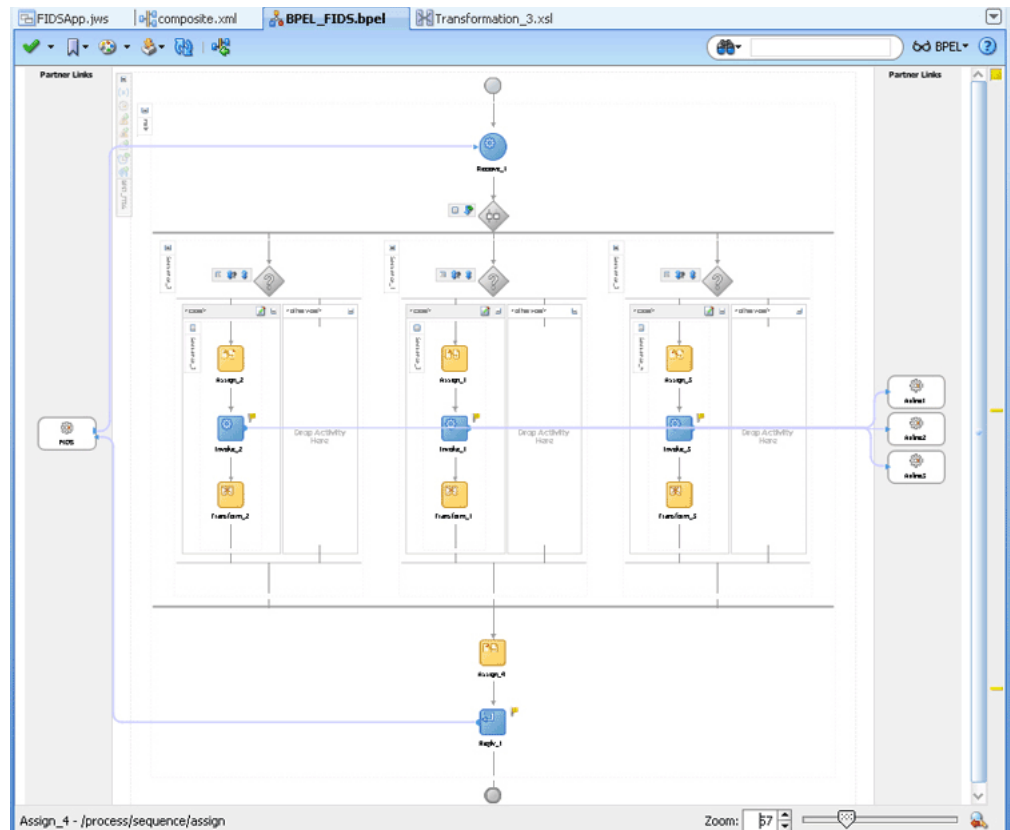 FIDSApp.jws composite.xml BPEL_FIDS.bpel Transformation_3.xsl
BPEL
Partner Links Partner Links
Receive_1
<case> <otherwise> <case> <otherwise> <case> <otherwise>
Assign_2 Assign_1 Assign_3
FIDS
Drop Activity Here Drop Activity Here Drop Activity Here
Invoke_2 Invoke_1 Invoke_3
Airline1
Airline2
Airline3
Transform_2 Transform_1 Transform_3
Assign_4
Reply_1
Assign_4 - /process/sequence/assign Zoom: 57